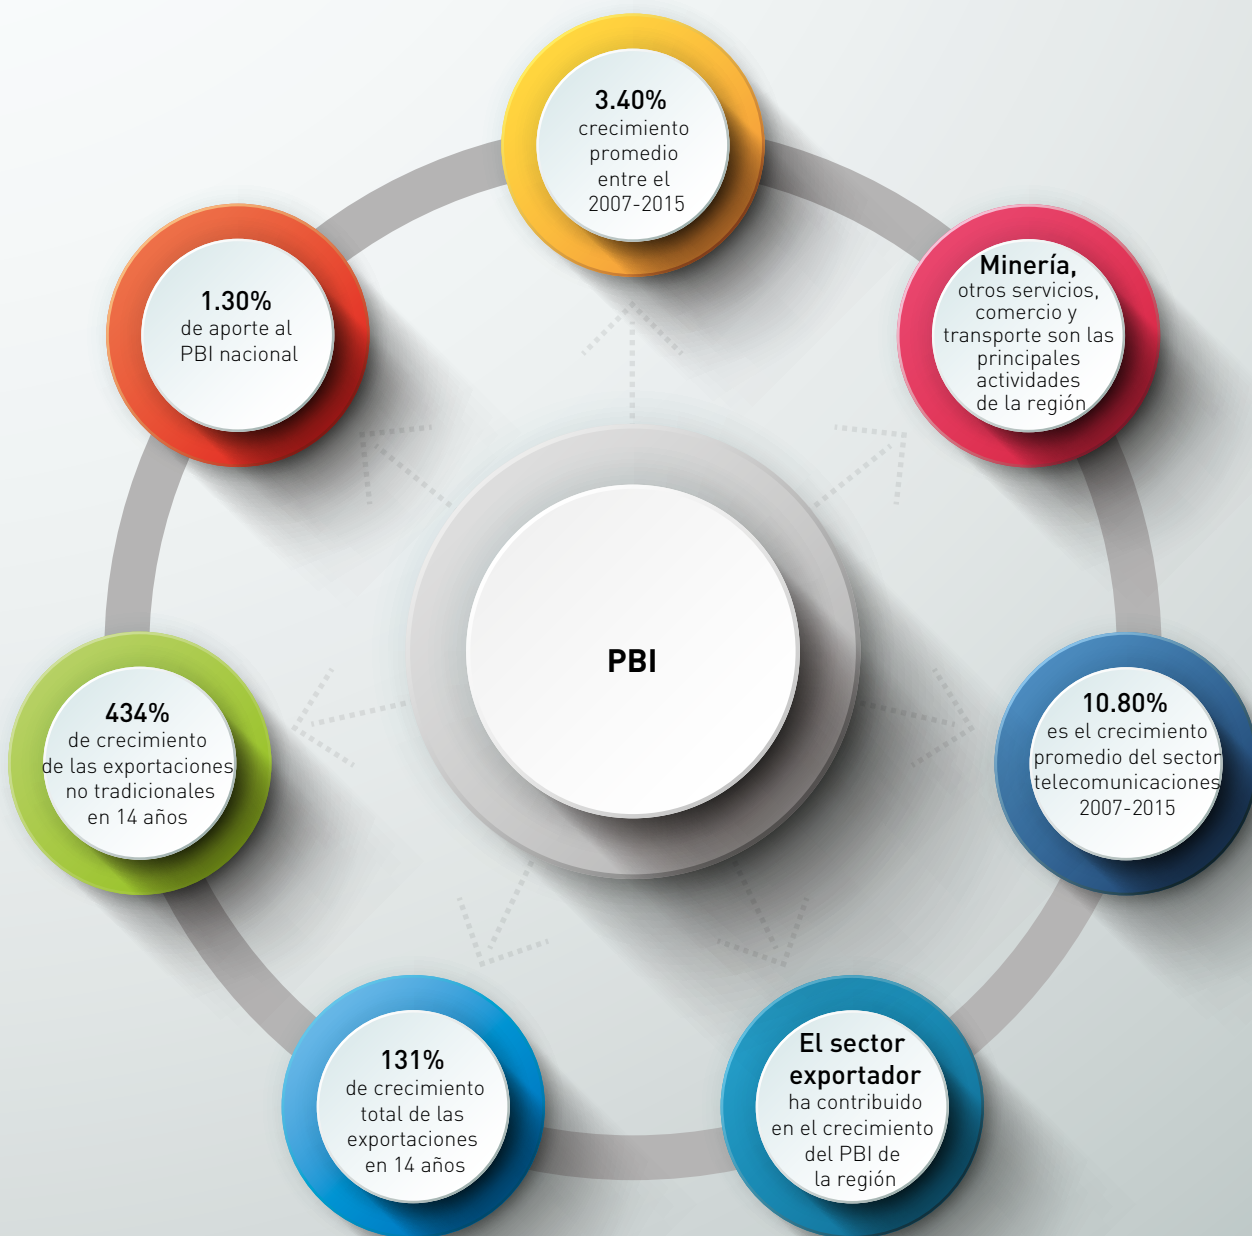 3.40%
crecimiento
promedio
entre el
2007-2015
Minería,
otros servicios,
comercio y
transporte son las
principales
actividades
de la región
1.30%
de aporte al
PBI nacional
PBI
10.80%
es el crecimiento
promedio del sector
telecomunicaciones
2007-2015
434%
de crecimiento
de las exportaciones
no tradicionales
en 14 años
El sector
exportador
ha contribuido
en el crecimiento
del PBI de
la región
131%
de crecimiento
total de las
exportaciones
en 14 años